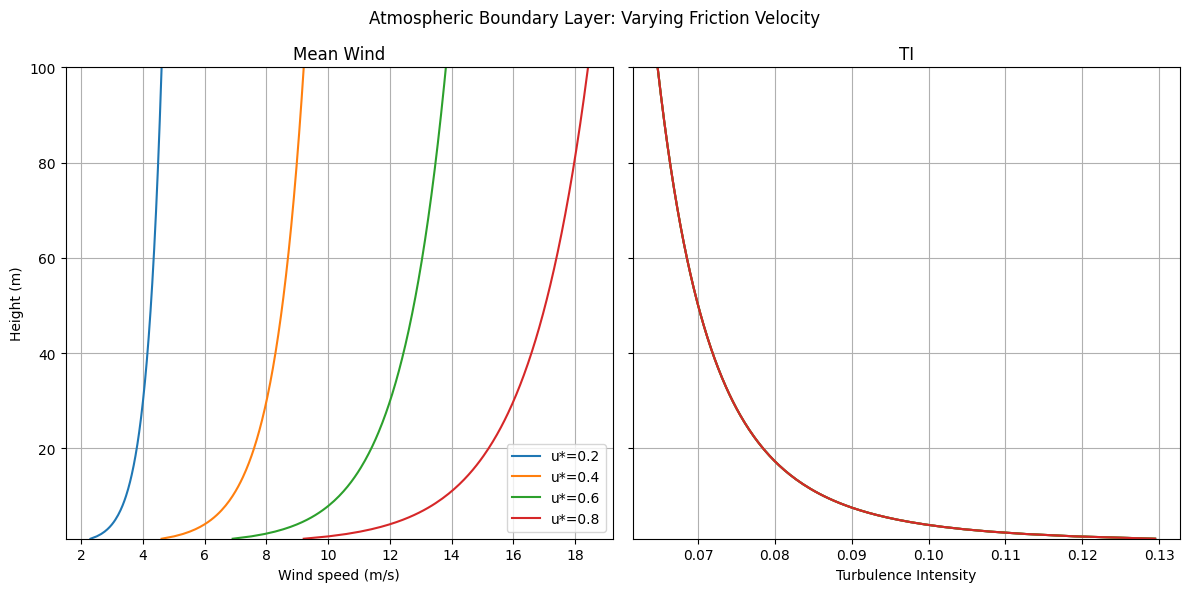 Atmospheric Boundary Layer: Varying Friction Velocity
Mean Wind
100
80
60
40
20
Height (m)
2 4 6 8 10 12 14 16 18
Wind speed (m/s)
u*=0.2
u*=0.4
u*=0.6
u*=0.8
TI
0.07 0.08 0.09 0.10 0.11 0.12 0.13
Turbulence Intensity